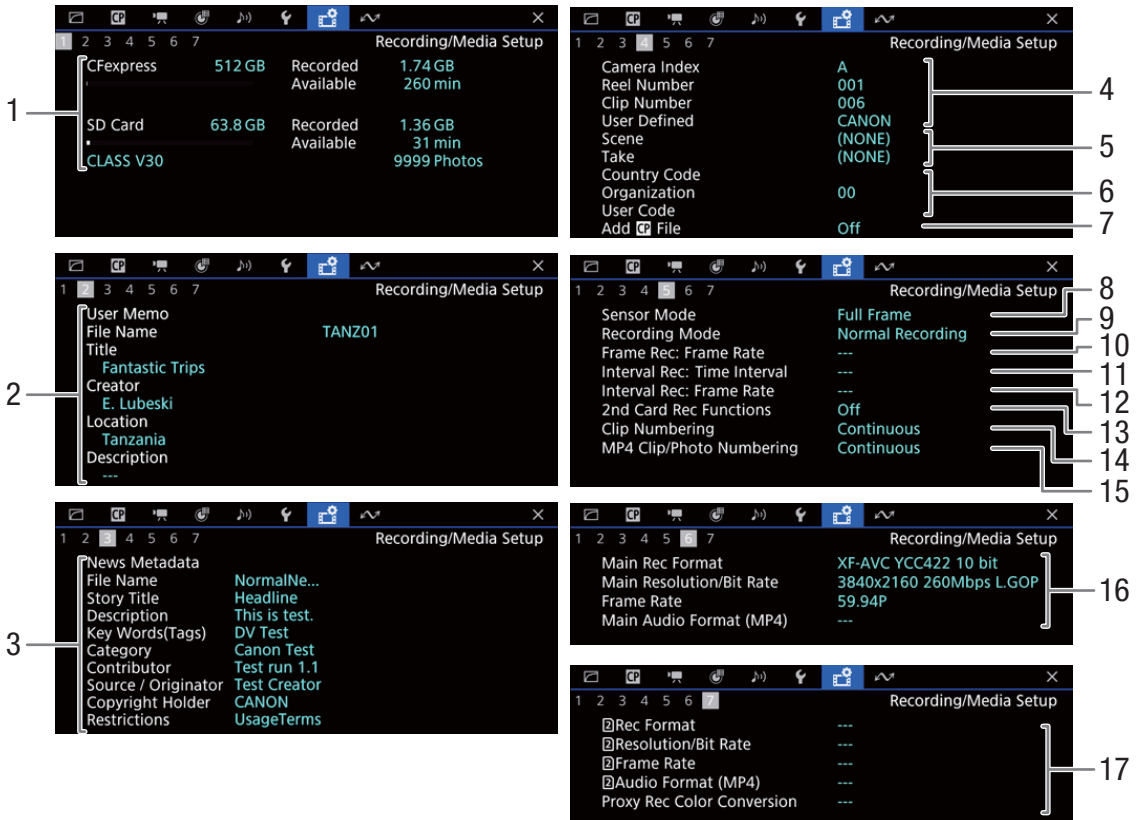 1 2 3 4 5 6 7 Recording/Media Setup
CFexpress 512 GB Recorded 1.74 GB
Available 260 min
SD Card 63.8 GB Recorded 1.36 GB
Available 31 min
CLASS V30 9999 Photos
1
CP
1 2 3 4 5 6 7 Recording/Media Setup
User Memo
File Name TANZ01
Title
Fantastic Trips
Creator
E. Lubeski
Location
Tanzania
Description
---
2
CP
1 2 3 4 5 6 7 Recording/Media Setup
News Metadata
File Name NormalNe...
Story Title Headline
Description This is test.
Key Words(Tags) DV Test
Category Canon Test
Contributor Test run 1.1
Source / Originator Test Creator
Copyright Holder CANON
Restrictions UsageTerms
3
CP
1 2 3 4 5 6 7 Recording/Media Setup
Camera Index A
Reel Number 001
Clip Number 006
User Defined CANON
Scene (NONE)
Take (NONE)
Country Code
Organization 00
User Code
Add CP File Off
4
5
6
7
CP
1 2 3 4 5 6 7 Recording/Media Setup
Sensor Mode Full Frame
Recording Mode Normal Recording
Frame Rec: Frame Rate ---
Interval Rec: Time Interval ---
Interval Rec: Frame Rate ---
2nd Card Rec Functions Off
Clip Numbering Continuous
MP4 Clip/Photo Numbering Continuous
8
9
10
11
12
13
14
15
CP
1 2 3 4 5 6 7 Recording/Media Setup
Main Rec Format XF-AVC YCC422 10 bit
Main Resolution/Bit Rate 3840x2160 260Mbps L.GOP
Frame Rate 59.94P
Main Audio Format (MP4) ---
16
CP
1 2 3 4 5 6 7 Recording/Media Setup
2Rec Format ---
2Resolution/Bit Rate ---
2Frame Rate ---
2Audio Format (MP4) ---
Proxy Rec Color Conversion ---
17
CP